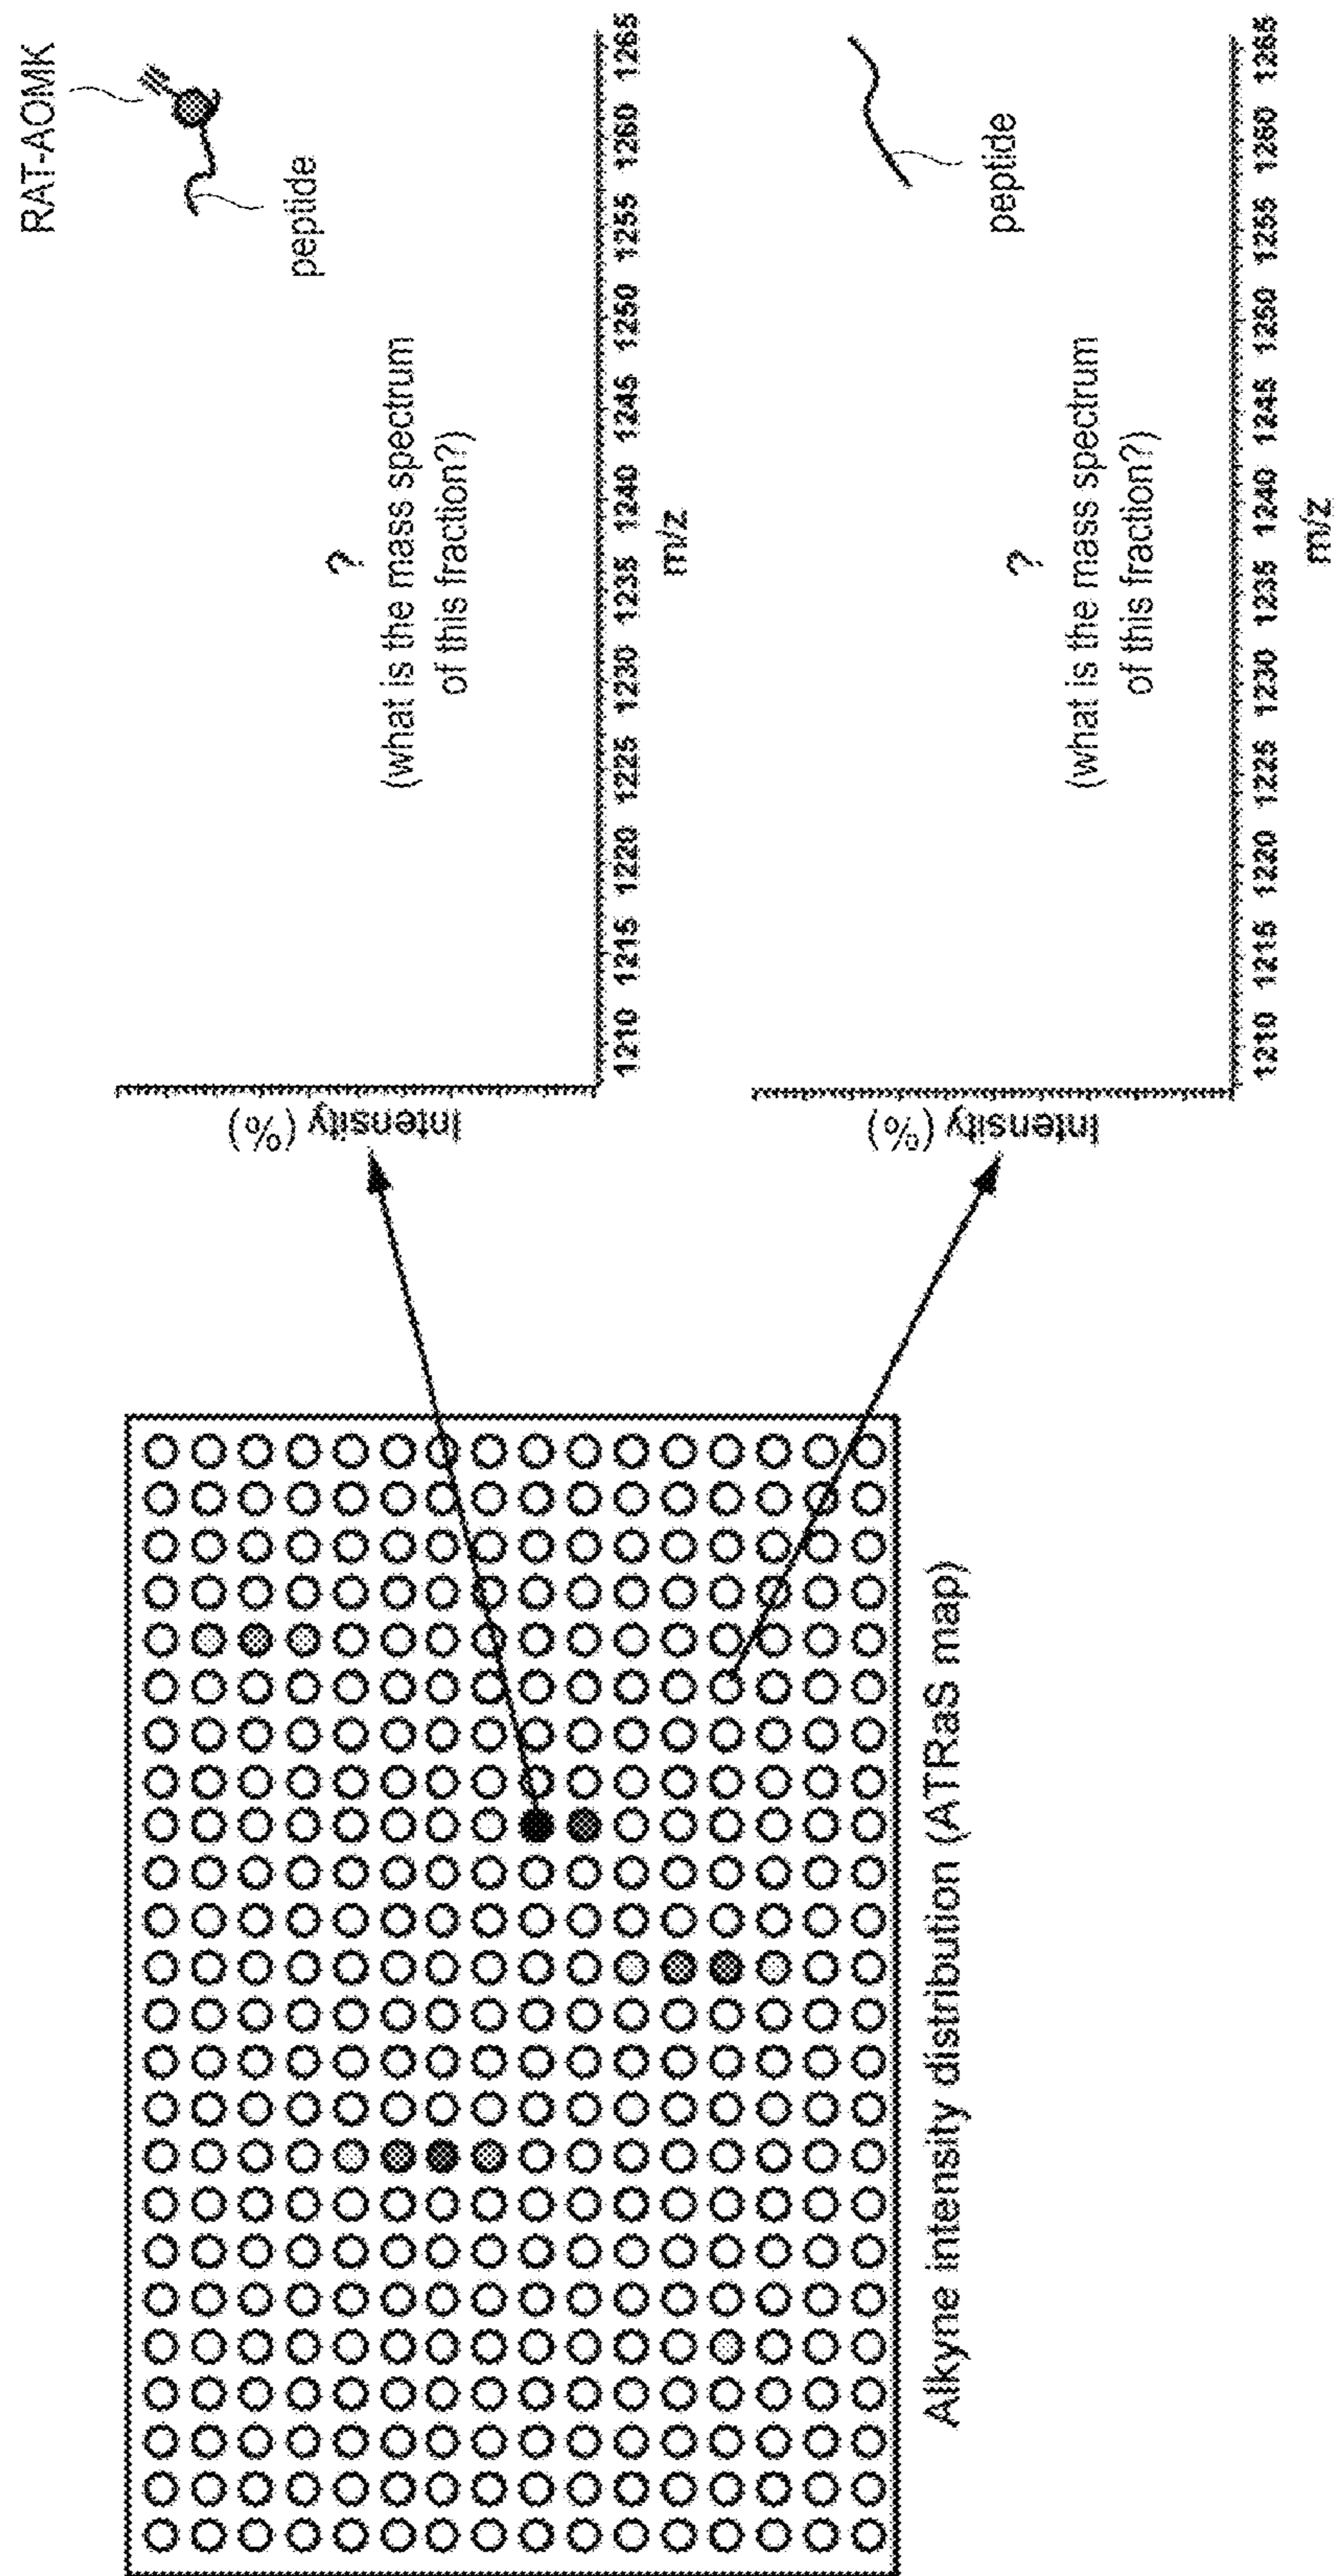 Alkyne intensity distribution (ATRaS map)
RAT-AOMK
peptide
?
(what is the mass spectrum
of this fraction?)
Intensity (%)
1210 1215 1220 1225 1230 1235 1240 1245 1250 1255 1260 1265
m/z
peptide
?
(what is the mass spectrum
of this fraction?)
Intensity (%)
1210 1215 1220 1225 1230 1235 1240 1245 1250 1255 1260 1265
m/z